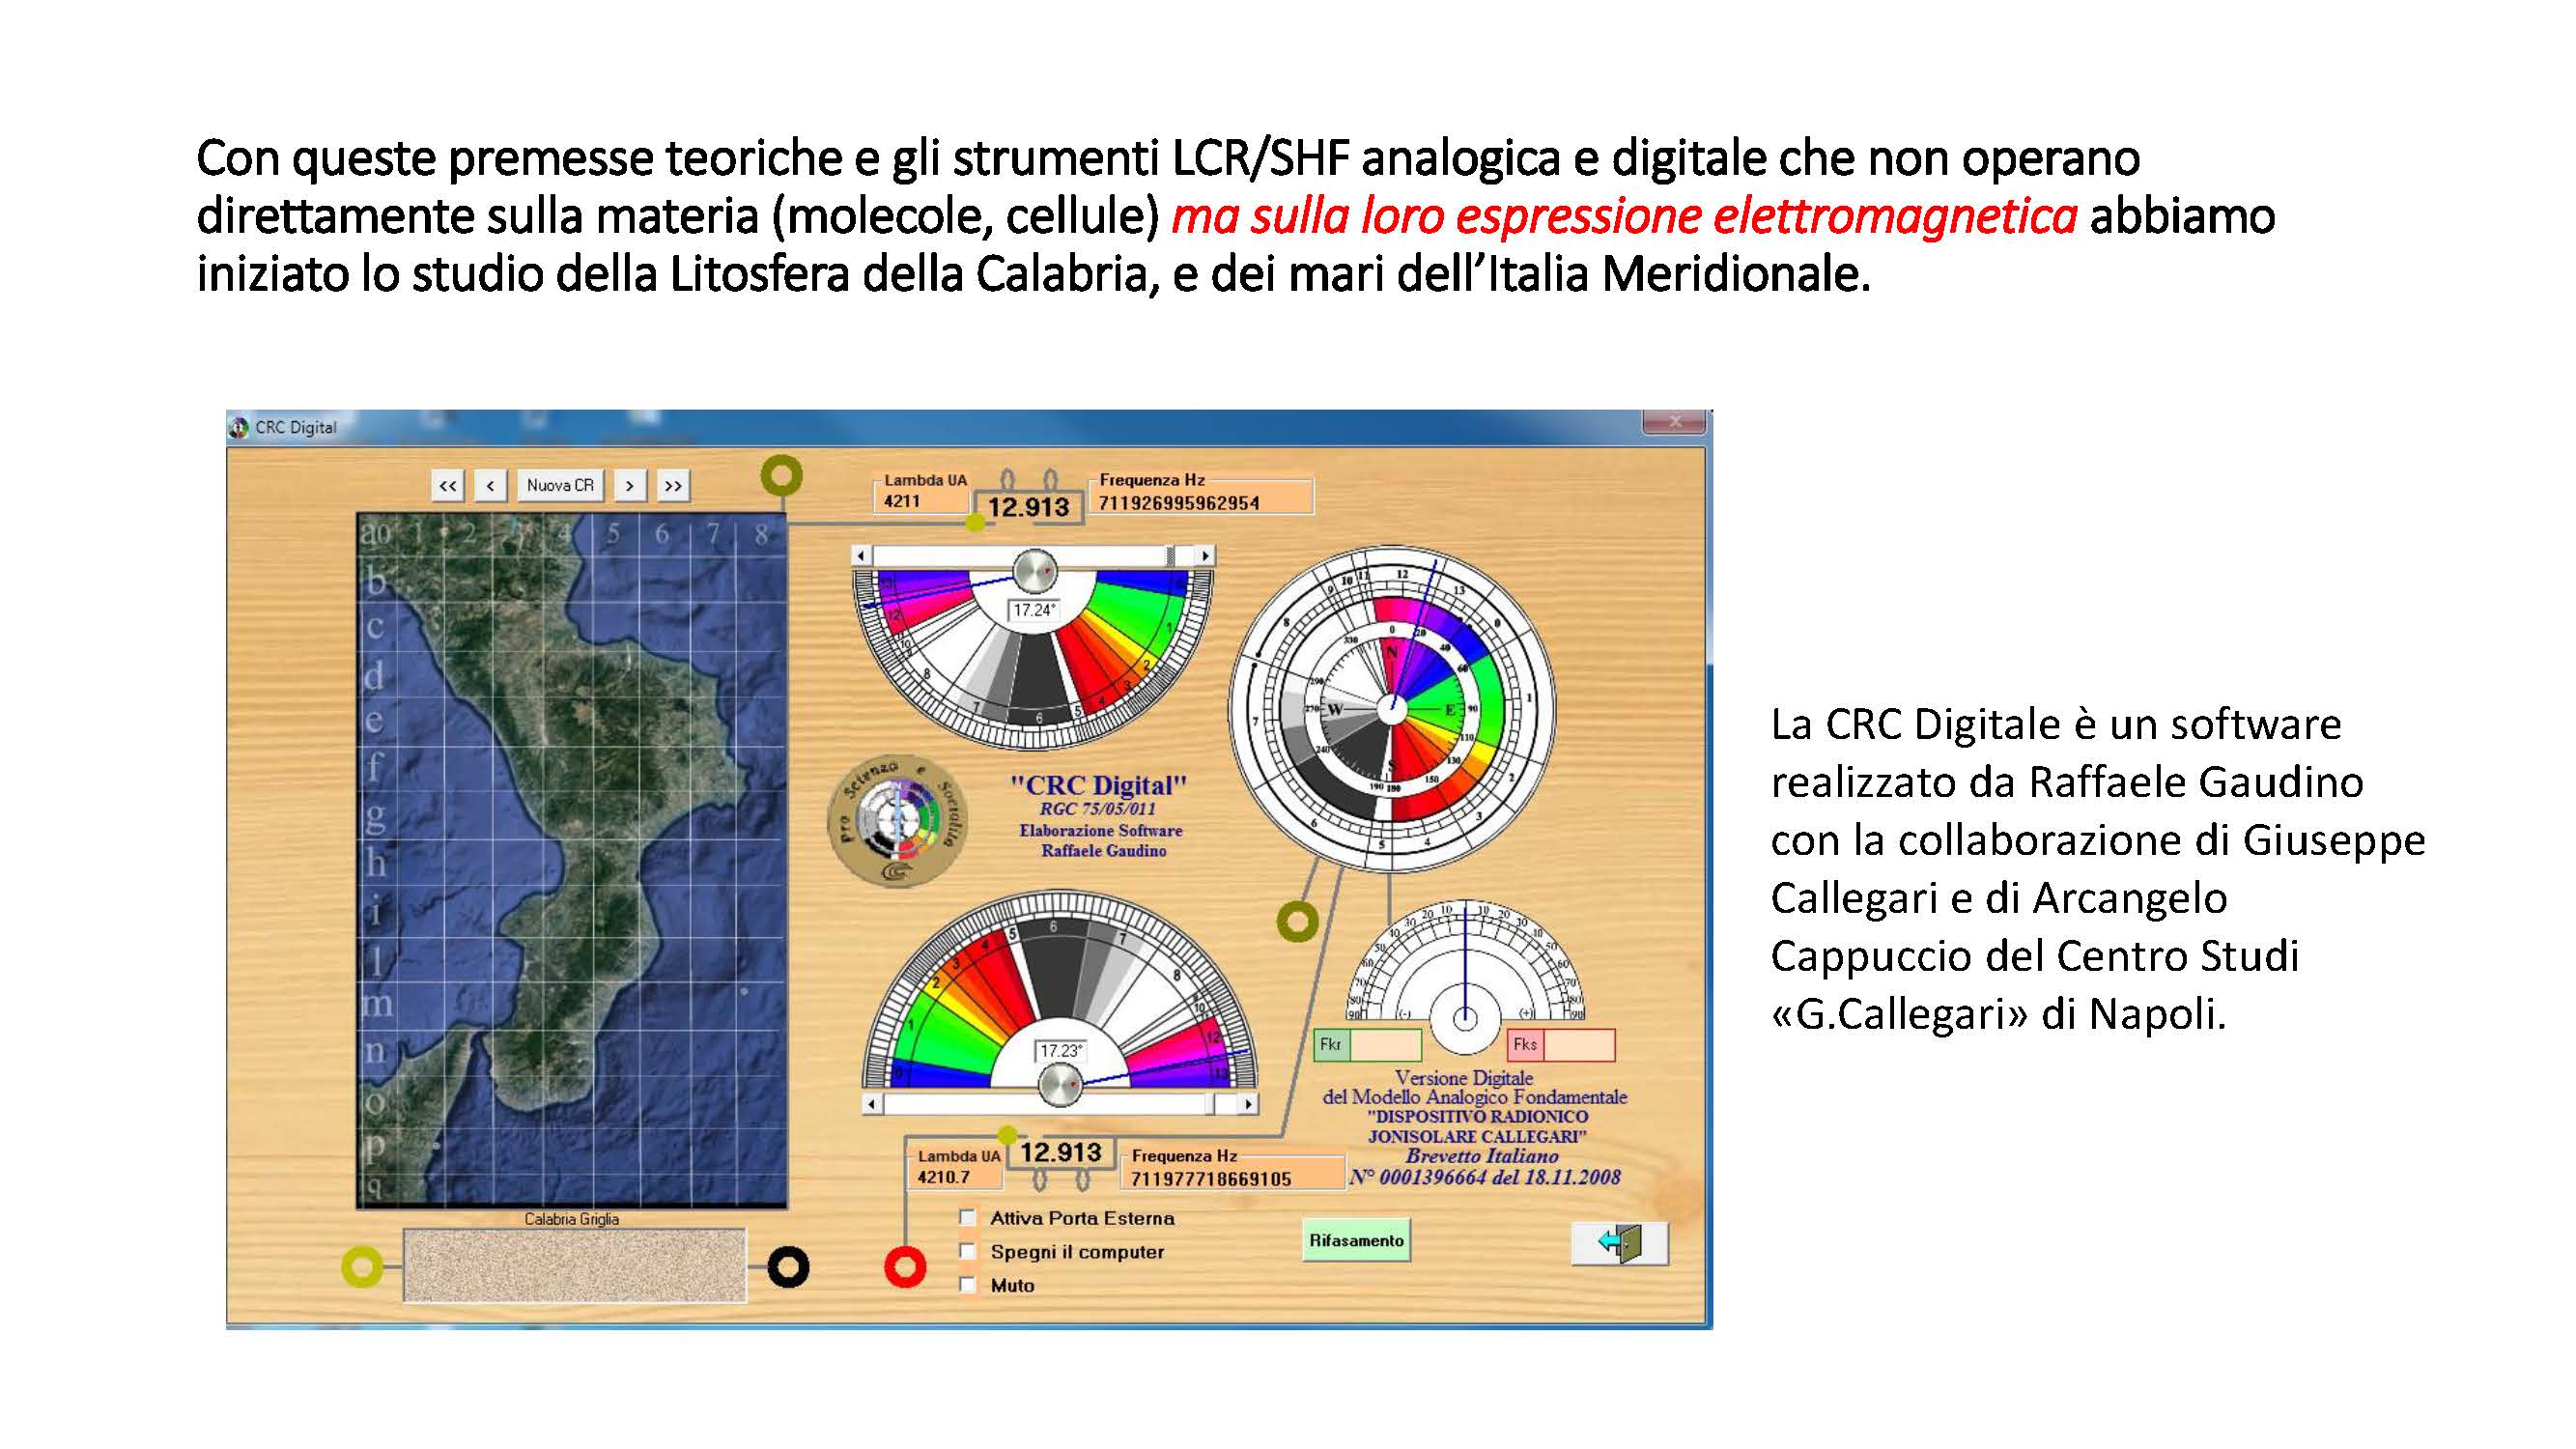 Con queste premesse teoriche e gli strumenti LCR/SHF analogica e digitale che non operano
direttamente sulla materia (molecole, cellule) ma sulla loro espressione elettromagnetica abbiamo
iniziato lo studio della Litosfera della Calabria, e dei mari dell’Italia Meridionale.
CRC Digital
<< < Nuova CR > >>
a0 1 2 3 4 5 6 7 8
b
c
d
e
f
g
h
i
l
m
n
o
p
q
Calabria Griglia
Lambda UA
4211
12.913
Frequenza Hz
711926995962954
17.24°
Pro Scienza e Socialità
"CRC Digital"
RGC 75/05/011
Elaborazione Software
Raffaele Gaudino
N
E
S
W
17.23°
Lambda UA
4210.7
12.913
Frequenza Hz
711977718669105
Fkr
Fks
Versione Digitale
del Modello Analogico Fondamentale
"DISPOSITIVO RADIONICO
JONISOLARE CALLEGARI"
Brevetto Italiano
N° 0001396664 del 18.11.2008
Attiva Porta Esterna
Spegni il computer
Muto
Rifasamento
La CRC Digitale è un software
realizzato da Raffaele Gaudino
con la collaborazione di Giuseppe
Callegari e di Arcangelo
Cappuccio del Centro Studi
«G.Callegari» di Napoli.